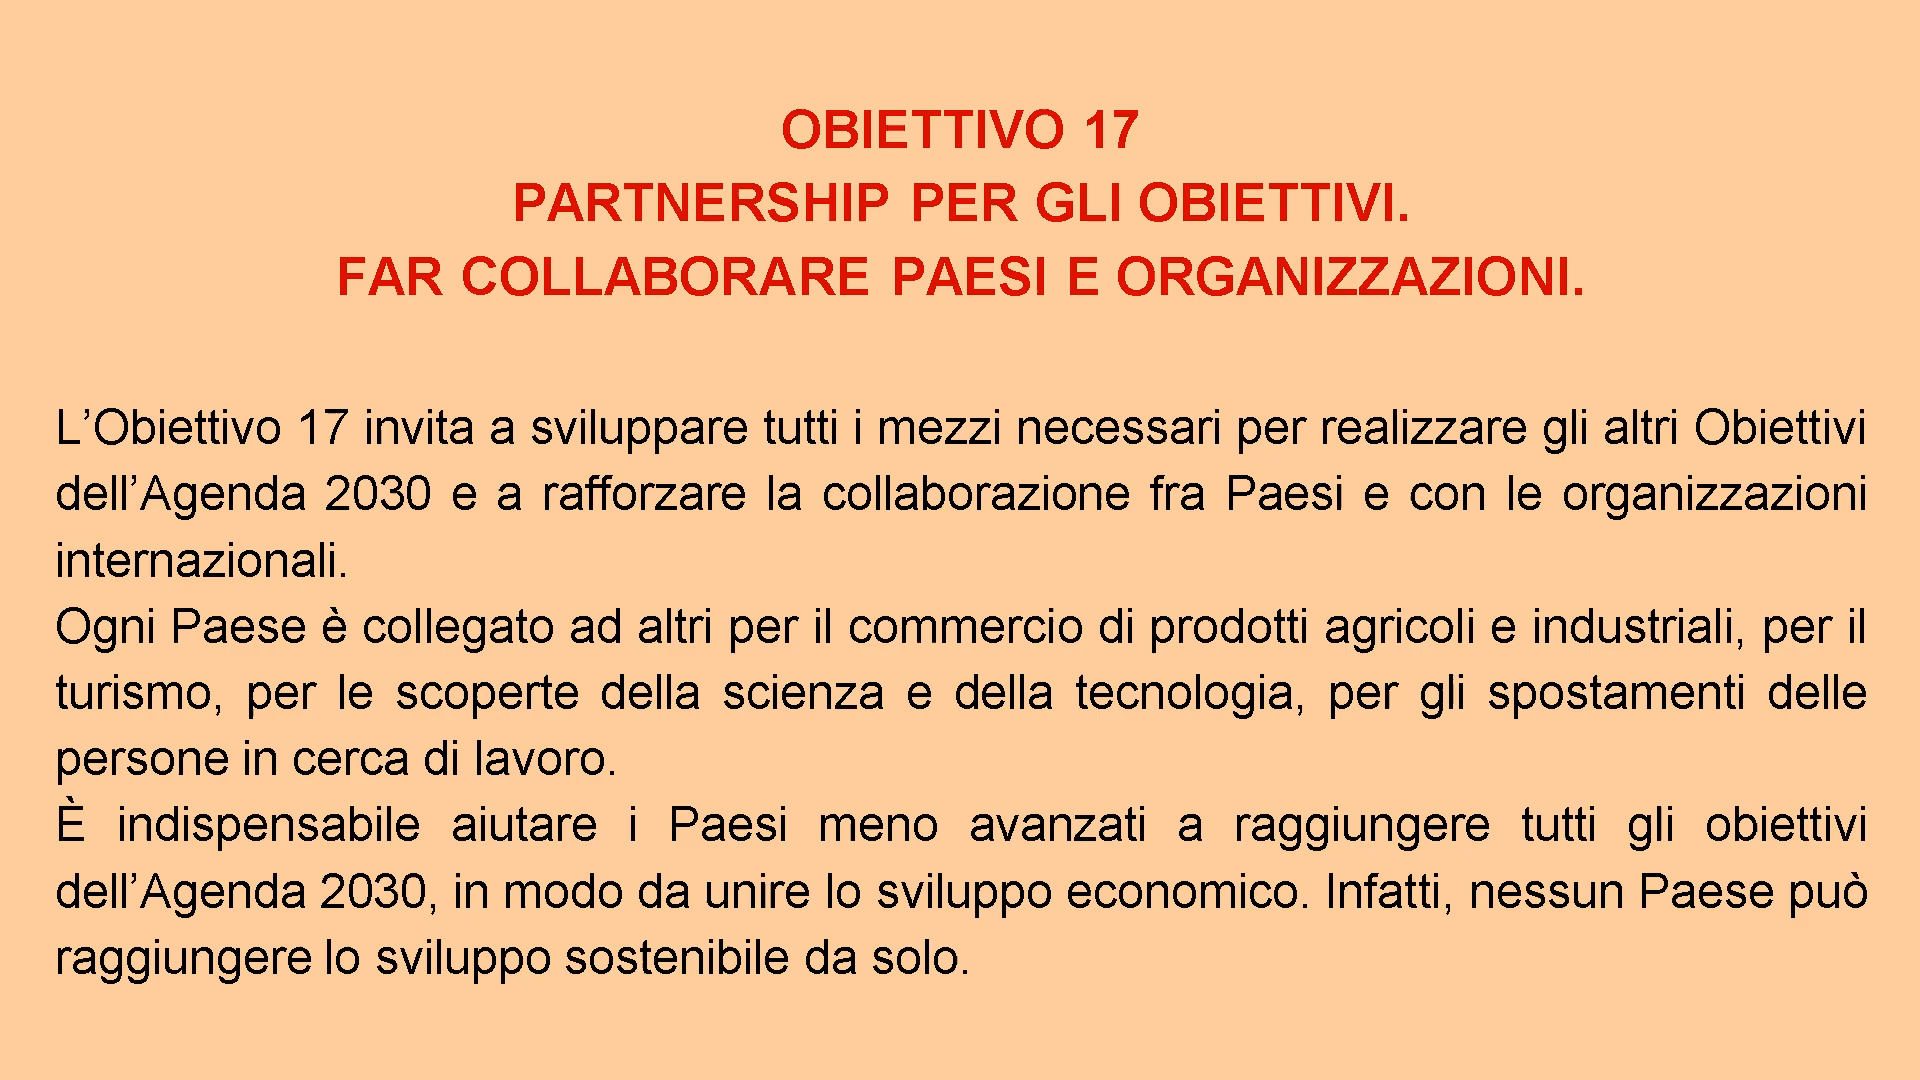 OBIETTIVO 17
PARTNERSHIP PER GLI OBIETTIVI.
FAR COLLABORARE PAESI E ORGANIZZAZIONI.
L’Obiettivo 17 invita a sviluppare tutti i mezzi necessari per realizzare gli altri Obiettivi
dell’Agenda 2030 e a rafforzare la collaborazione fra Paesi e con le organizzazioni
internazionali.
Ogni Paese è collegato ad altri per il commercio di prodotti agricoli e industriali, per il
turismo, per le scoperte della scienza e della tecnologia, per gli spostamenti delle
persone in cerca di lavoro.
È indispensabile aiutare i Paesi meno avanzati a raggiungere tutti gli obiettivi
dell’Agenda 2030, in modo da unire lo sviluppo economico. Infatti, nessun Paese può
raggiungere lo sviluppo sostenibile da solo.